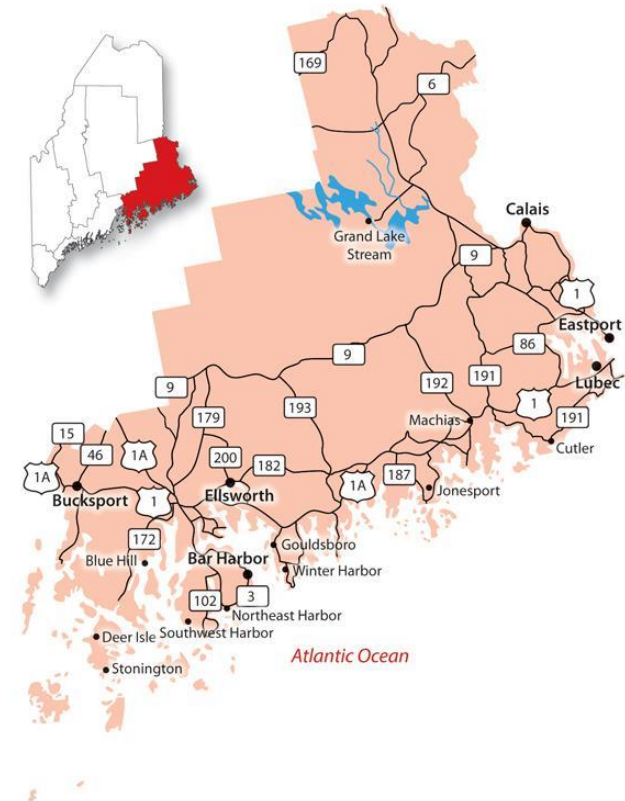 169
6
Calais
Grand Lake
Stream
9
1
Eastport
86
9
Lubec
192
191
9
193
179
1
191
Machias
15
46
1A
Cutler
200
182
1A
1A
187
Jonesport
Bucksport
1
Ellsworth
172
Gouldsboro
Blue Hill
Bar Harbor
Winter Harbor
102
3
Northeast Harbor
Southwest Harbor
Deer Isle
Atlantic Ocean
Stonington